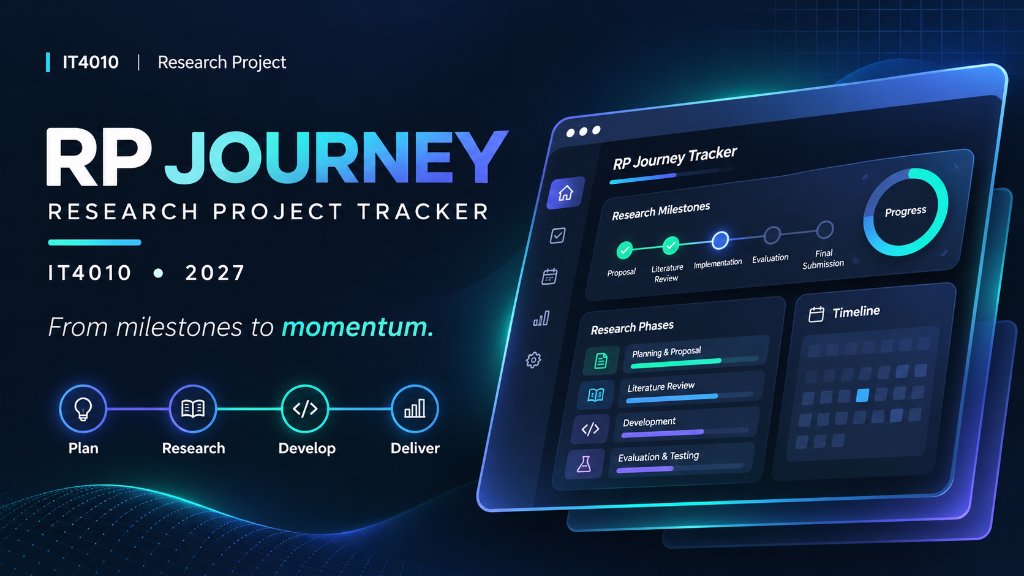 IT4010 | Research Project
RP JOURNEY
RESEARCH PROJECT TRACKER
IT4010 • 2027
From milestones to momentum.
Plan
Research
Develop
Deliver
RP Journey Tracker
Research Milestones
Proposal
Literature
Review
Implementation
Evaluation
Final
Submission
Progress
Research Phases
Planning & Proposal
Literature Review
Development
Evaluation & Testing
Timeline